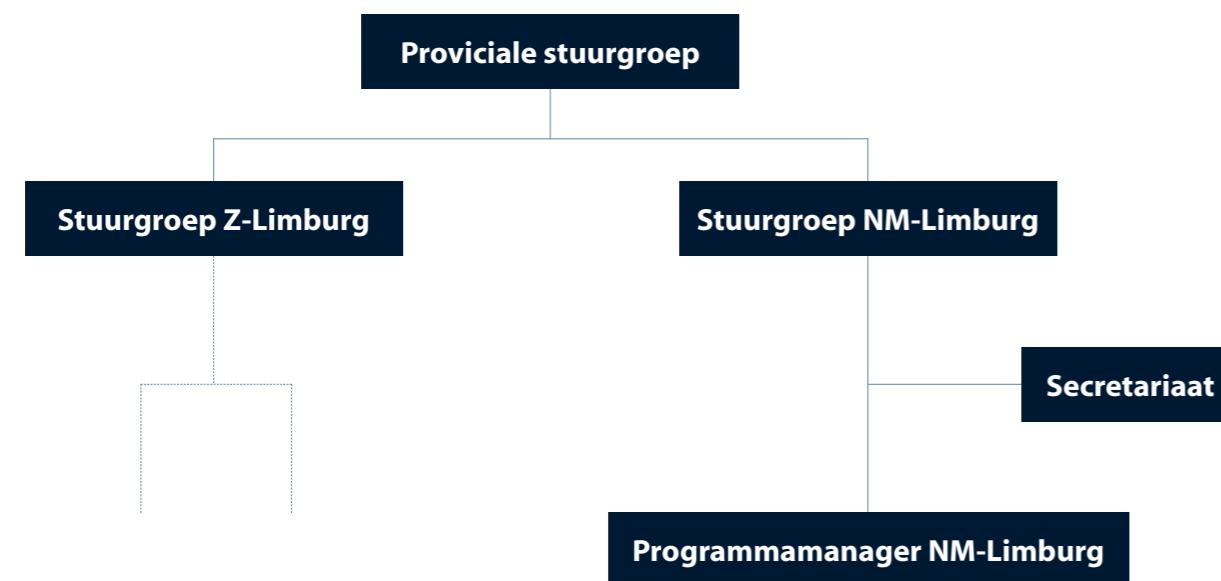 Proviciale stuurgroep
Stuurgroep Z-Limburg
Stuurgroep NM-Limburg
Secretariaat
Programmamanager NM-Limburg